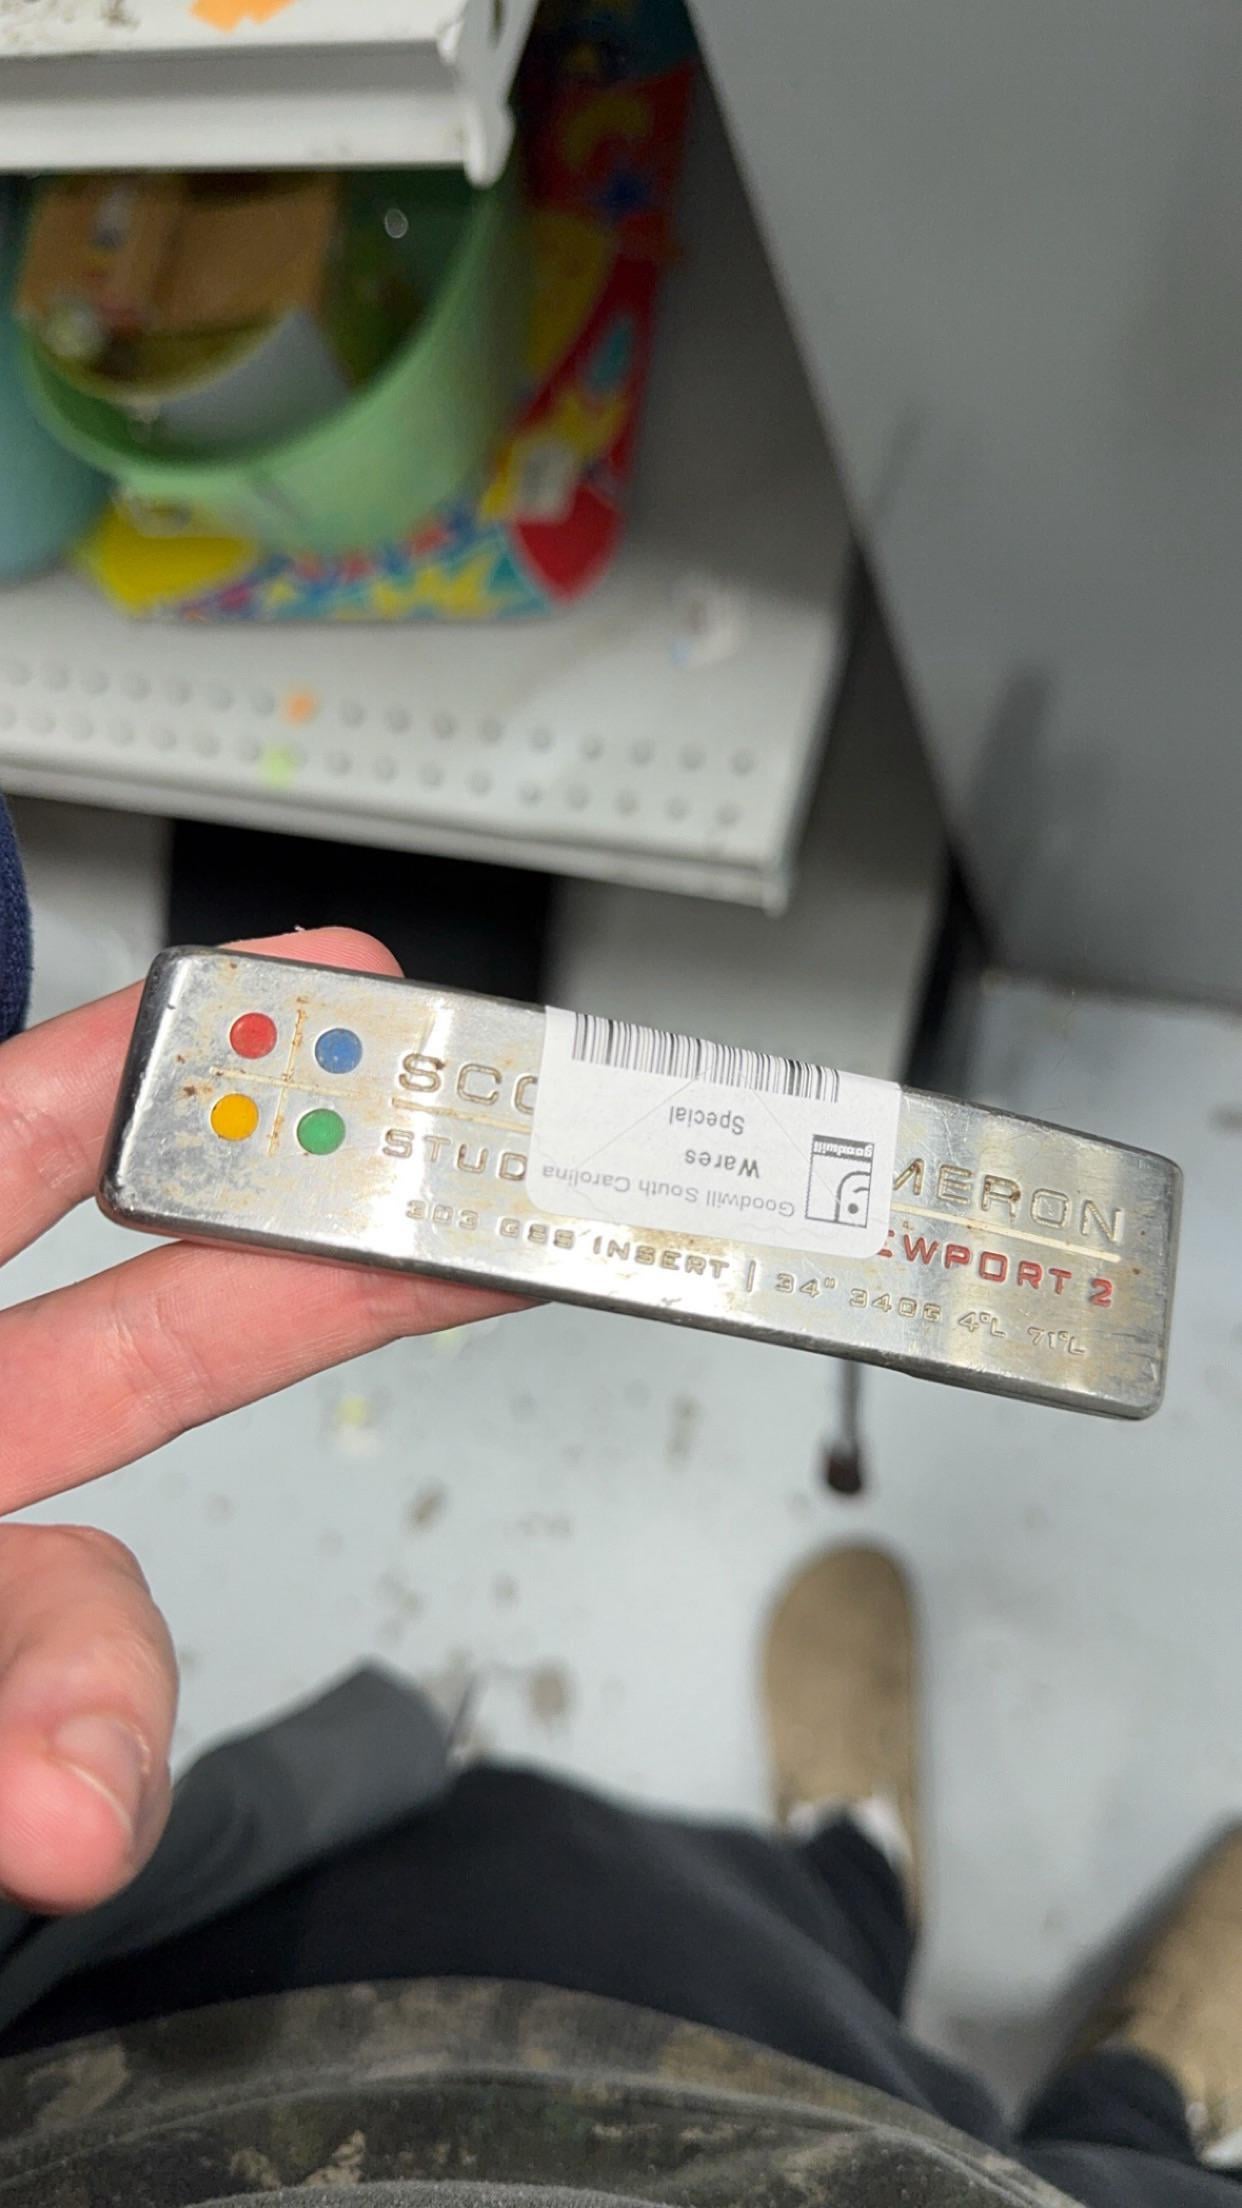 SCO
MERON
STUD
EWPORT 2
303 GSS INSERT | 34" 340G 4°L 71°L
goodwill
Goodwill South Carolina
Wares
Special